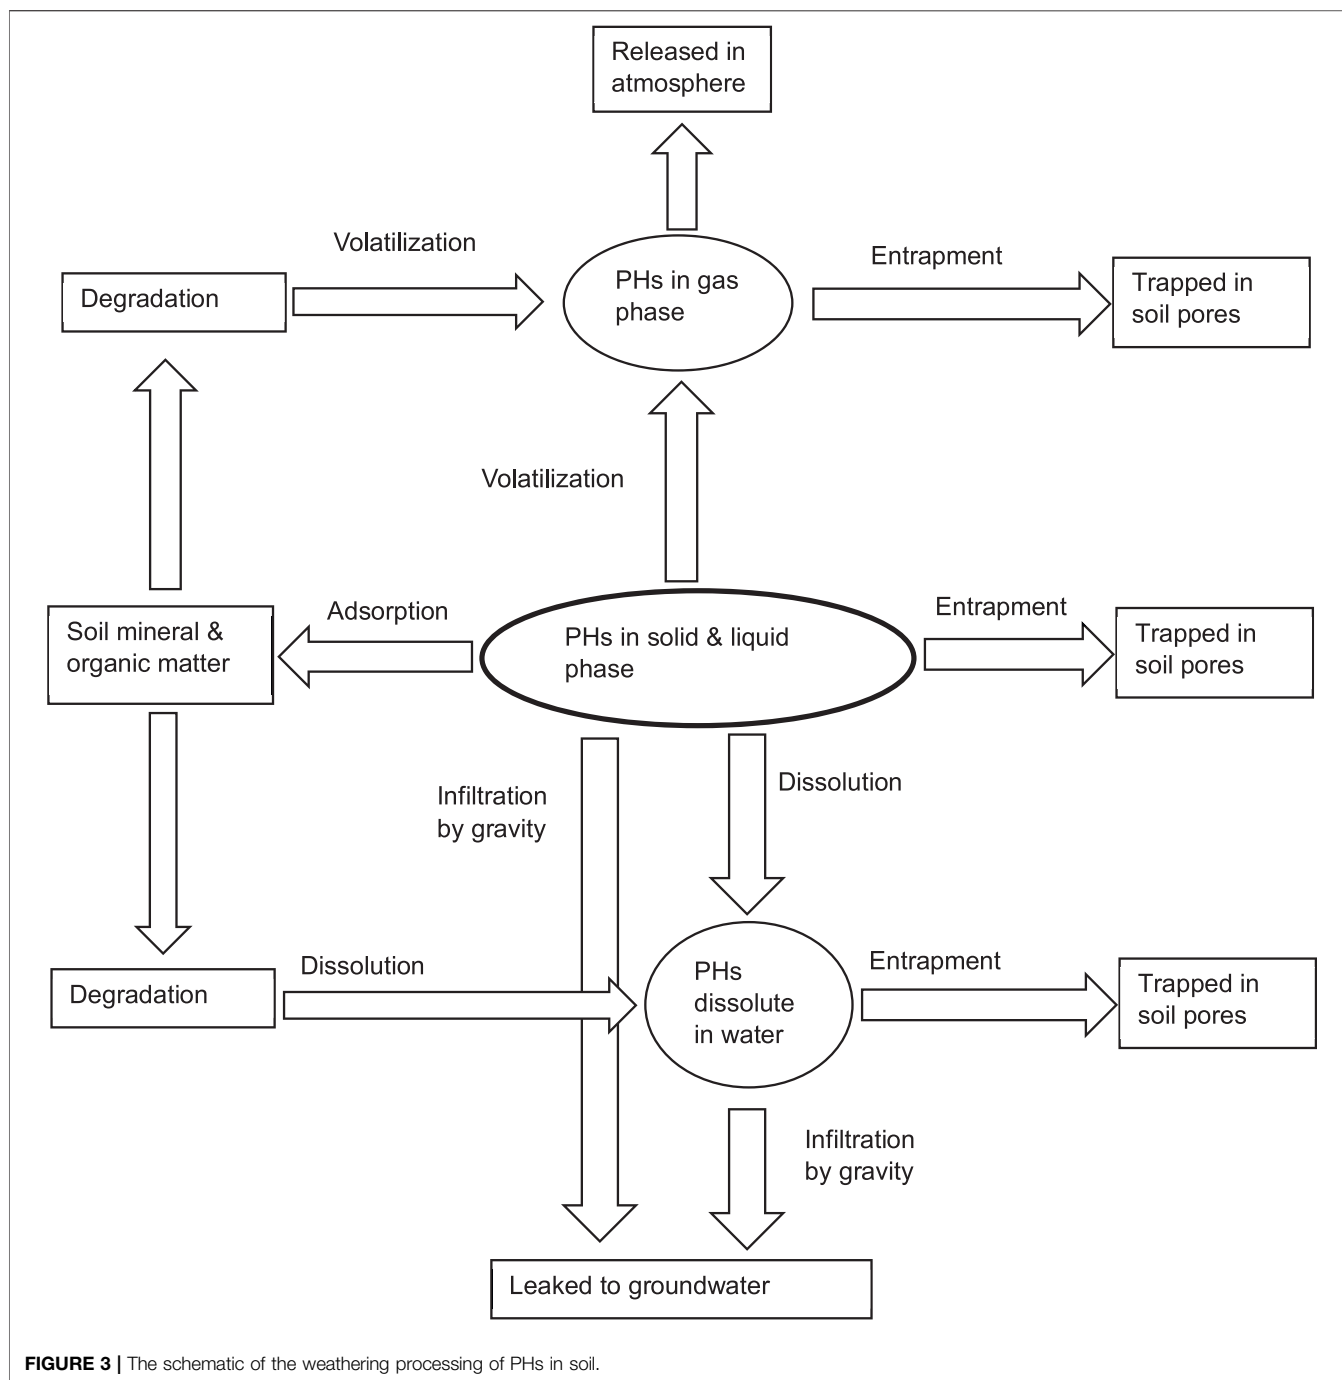 Released in
atmosphere
Volatilization
Entrapment
Degradation
PHs in gas
phase
Trapped in
soil pores
Volatilization
Adsorption
Entrapment
Soil mineral &
organic matter
PHs in solid & liquid
phase
Trapped in
soil pores
Infiltration
by gravity
Dissolution
Dissolution
Entrapment
Degradation
PHs
dissolute
in water
Trapped in
soil pores
Infiltration
by gravity
Leaked to groundwater
FIGURE 3 | The schematic of the weathering processing of PHs in soil.